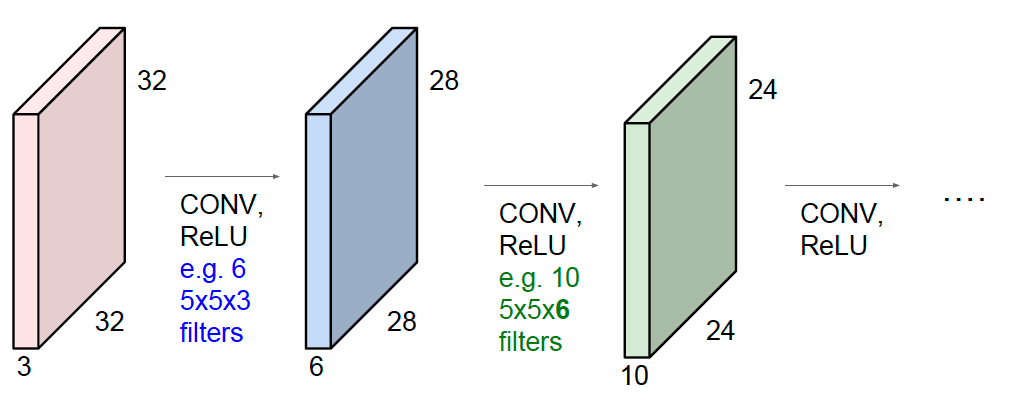 32
32
3
CONV,
ReLU
e.g. 6
5x5x3
filters
28
28
6
CONV,
ReLU
e.g. 10
5x5x6
filters
24
24
10
CONV,
ReLU
....